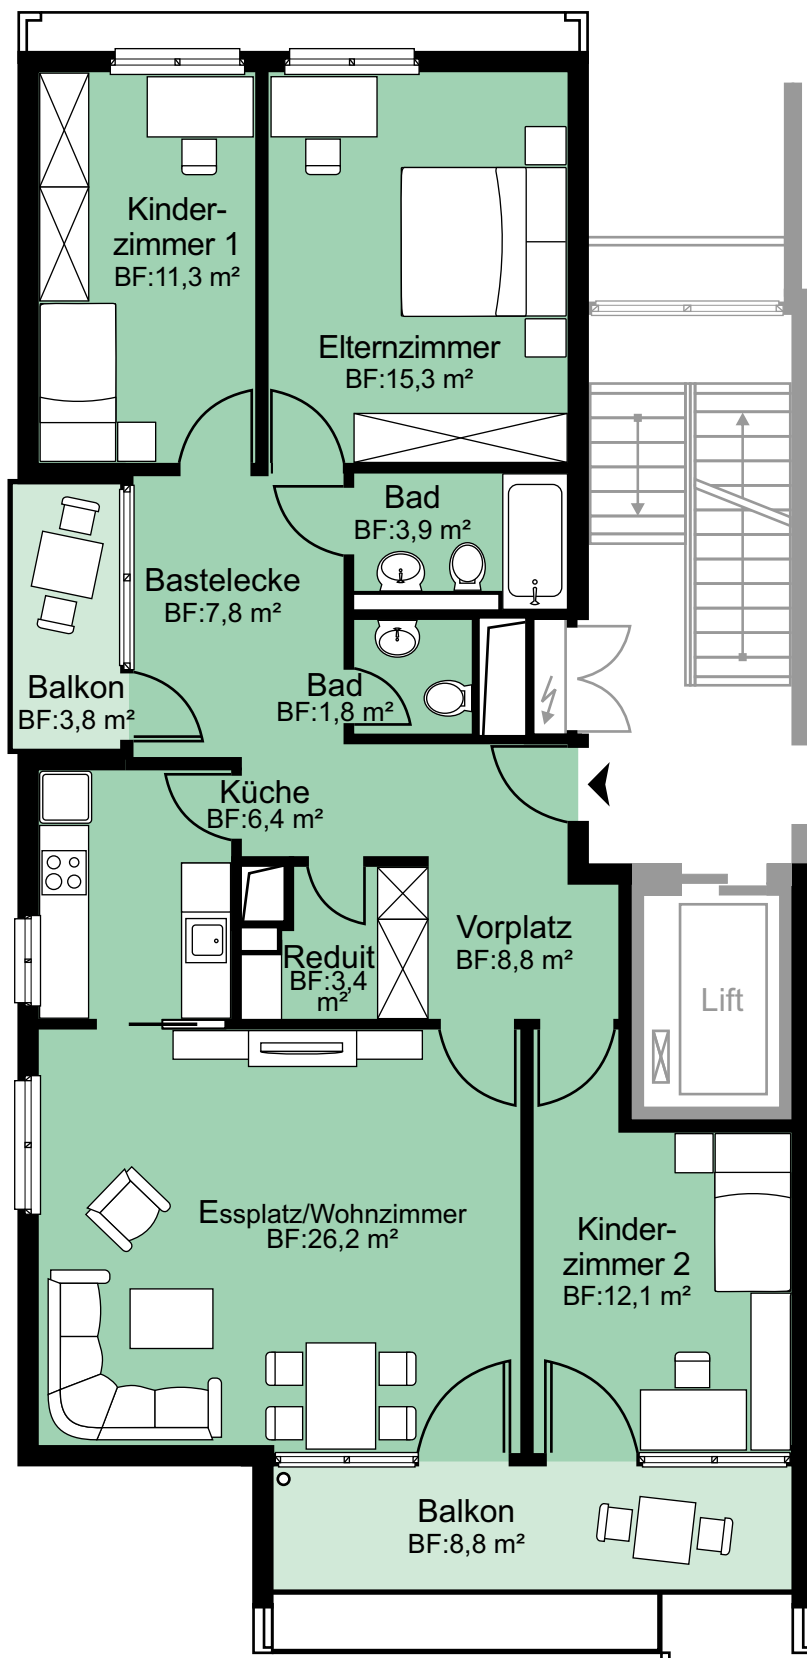 Kinder-
zimmer 1
BF:11,3 m²
Elternzimmer
BF:15,3 m²
Bad
BF:3,9 m²
Bastelecke
BF:7,8 m²
Balkon
BF:3,8 m²
Bad
BF:1,8 m²
Küche
BF:6,4 m²
Reduit
BF:3,4
m²
Vorplatz
BF:8,8 m²
Lift
Essplatz/Wohnzimmer
BF:26,2 m²
Kinder-
zimmer 2
BF:12,1 m²
Balkon
BF:8,8 m²